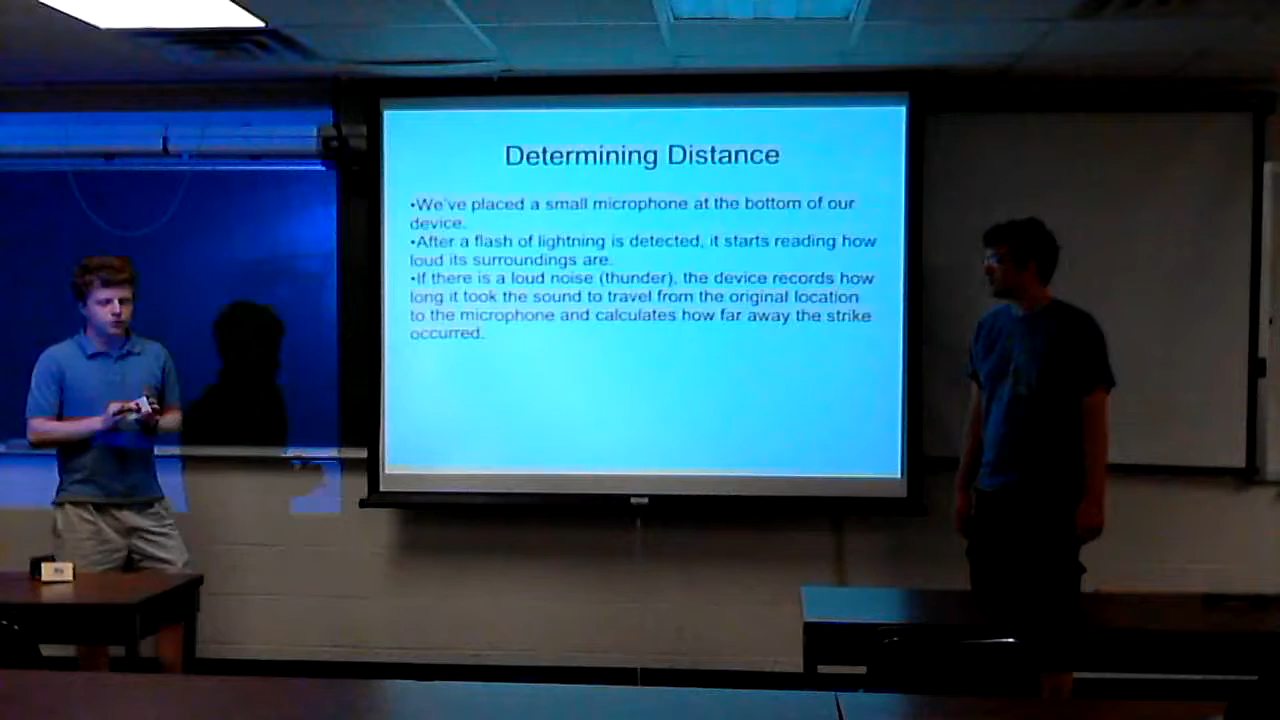 Determining Distance
•We've placed a small microphone at the bottom of our
device.
•After a flash of lightning is detected, it starts reading how
loud its surroundings are.
•If there is a loud noise (thunder), the device records how
long it took the sound to travel from the original location
to the microphone and calculates how far away the strike
occurred.